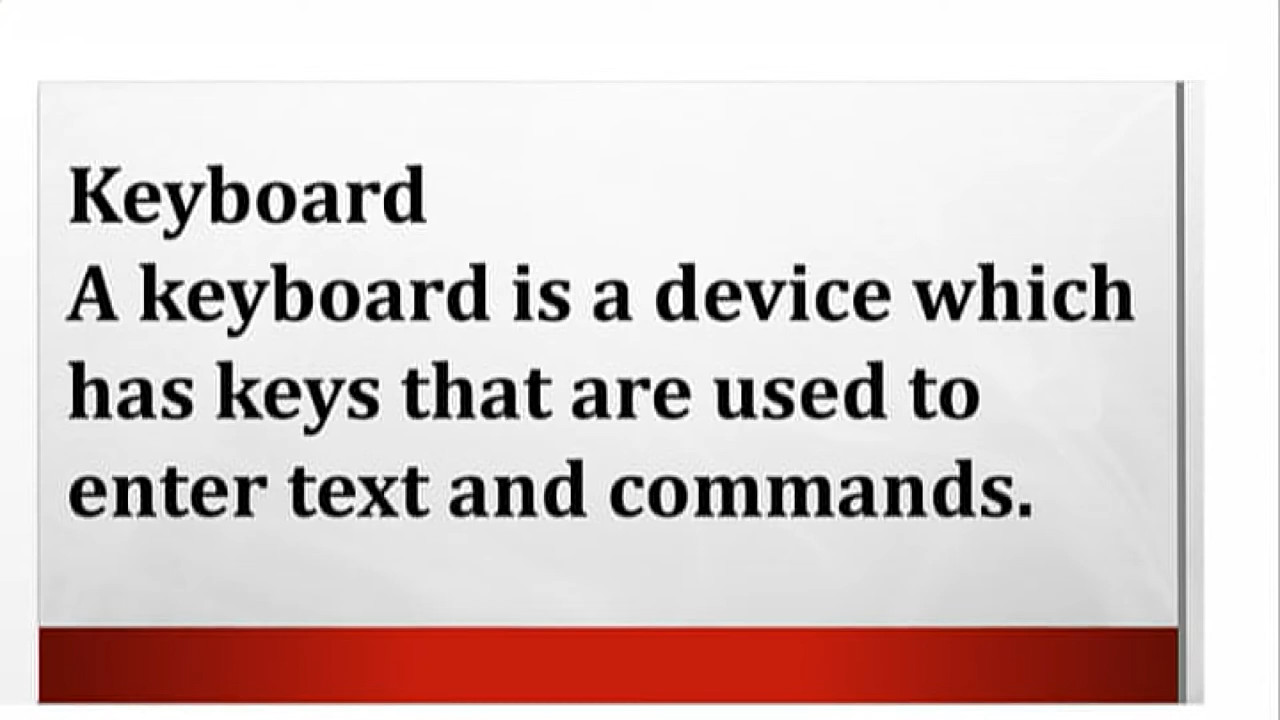 Keyboard
A keyboard is a device which
has keys that are used to
enter text and commands.